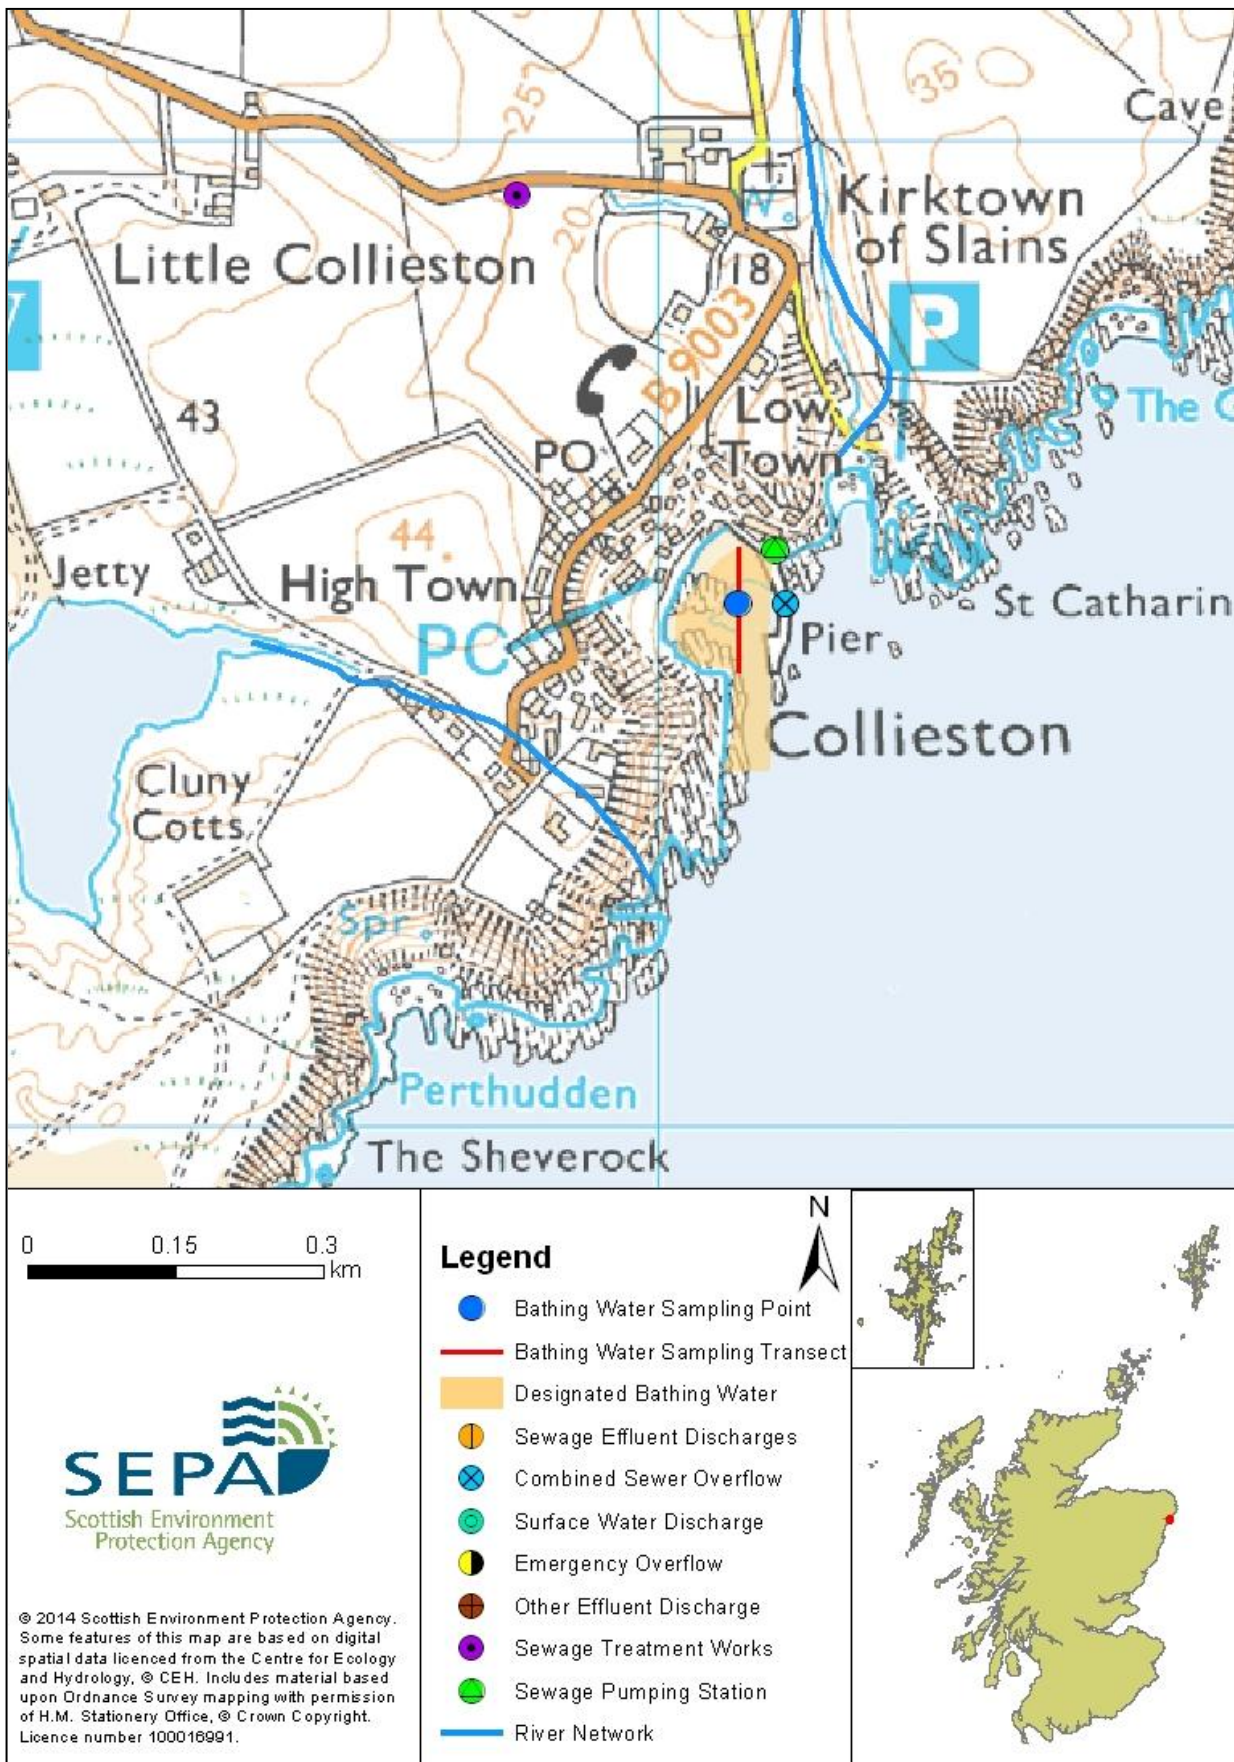 25
35
Cave
20
W
Kirktown
of Slains
Little Collieston
18
P
B 9003
The
43
Low
Town
PO
44
Jetty
High Town
St Catharin
PC
Pier
Collieston
Cluny
Cotts
Spr
Perthudden
The Sheverock
0 0.15 0.3
km
SEPA
Scottish Environment
Protection Agency
© 2014 Scottish Environment Protection Agency.
Some features of this map are based on digital
spatial data licenced from the Centre for Ecology
and Hydrology, © CEH. Includes material based
upon Ordnance Survey mapping with permission
of H.M. Stationery Office, © Crown Copyright.
Licence number 100016991.
N
Legend
Bathing Water Sampling Point
Bathing Water Sampling Transect
Designated Bathing Water
Sewage Effluent Discharges
Combined Sewer Overflow
Surface Water Discharge
Emergency Overflow
Other Effluent Discharge
Sewage Treatment Works
Sewage Pumping Station
River Network